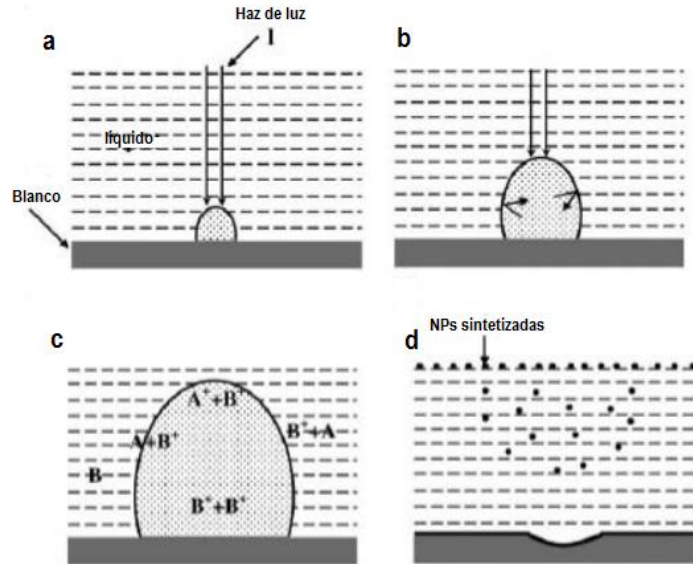 a
Haz de luz
I
líquido
Blanco
b
c
A⁺+B⁺
A+B⁺
B⁺+A
B
B⁺+B⁺
d
NPs sintetizadas